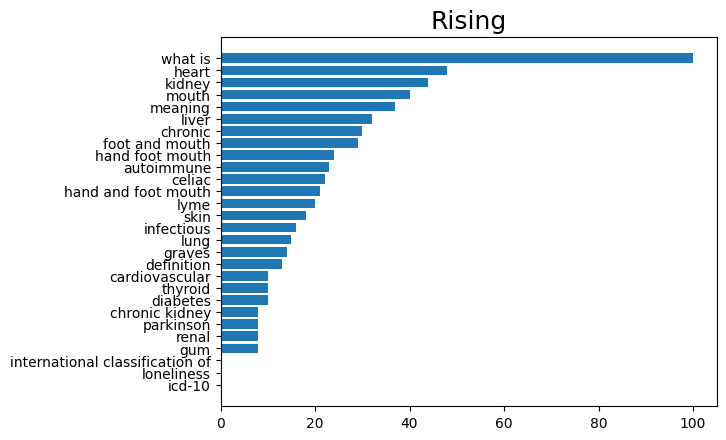 Rising
what is
heart
kidney
mouth
meaning
liver
chronic
foot and mouth
hand foot mouth
autoimmune
celiac
hand and foot mouth
lyme
skin
infectious
lung
graves
definition
cardiovascular
thyroid
diabetes
chronic kidney
parkinson
renal
gum
international classification of
loneliness
icd-10
0 20 40 60 80 100